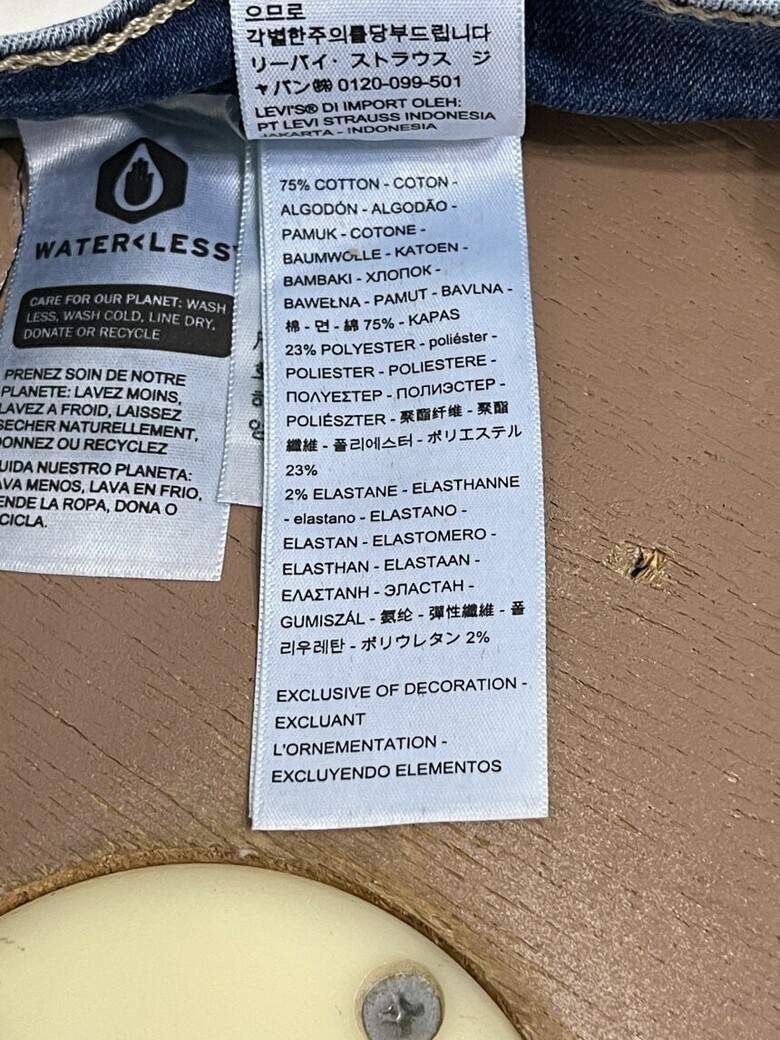 으므로
각별한주의를당부드립니다
リーバイ・ストラウス ジ
ャパン㈱ 0120-099-501
LEVI'S® DI IMPORT OLEH:
PT LEVI STRAUSS INDONESIA
JAKARTA - INDONESIA
WATER<LESS
CARE FOR OUR PLANET: WASH
LESS, WASH COLD, LINE DRY,
DONATE OR RECYCLE
PRENEZ SOIN DE NOTRE
PLANETE: LAVEZ MOINS,
LAVEZ A FROID, LAISSEZ
SECHER NATURELLEMENT,
DONNEZ OU RECYCLEZ
UIDA NUESTRO PLANETA:
AVA MENOS, LAVA EN FRIO,
ENDE LA ROPA, DONA O
CICLA.
75% COTTON - COTON -
ALGODÓN - ALGODÃO -
PAMUK - COTONE -
BAUMWOLLE - KATOEN -
BAMBAKI - ХЛОПОК -
BAWEŁNA - PAMUT - BAVLNA -
棉 - 면 - 綿 75% - KAPAS
23% POLYESTER - poliéster -
POLIESTER - POLIESTERE -
ΠΟΛΥΕΣΤΕΡ - ПОЛИЭСТЕР -
POLIÉSZTER - 聚酯纤维 - 聚酯
纖維 - 폴리에스터 - ポリエステル
23%
2% ELASTANE - ELASTHANNE
- elastano - ELASTANO -
ELASTAN - ELASTOMERO -
ELASTHAN - ELASTAAN -
ΕΛΑΣΤΑΝΗ - ЭЛАСТАН -
GUMISZÁL - 氨纶 - 彈性纖維 - 폴
리우레탄 - ポリウレタン 2%
EXCLUSIVE OF DECORATION -
EXCLUANT
L'ORNEMENTATION -
EXCLUYENDO ELEMENTOS